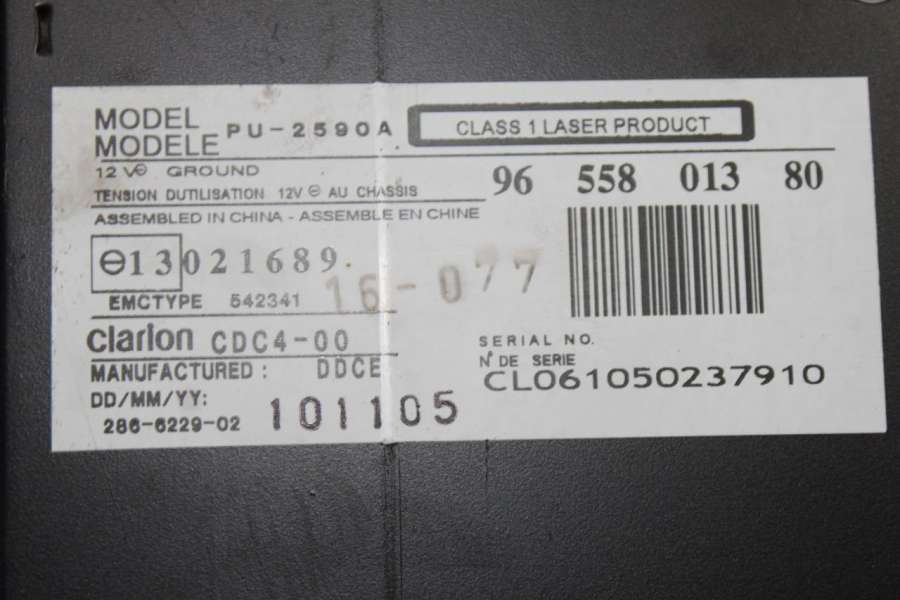 MODEL
MODELE PU-2590A
CLASS 1 LASER PRODUCT
12 V⊖ GROUND
TENSION DUTILISATION 12V ⊖ AU CHASSIS
ASSEMBLED IN CHINA - ASSEMBLE EN CHINE
96 558 013 80
⊖13 021689
16-077
EMCTYPE 542341
clarion CDC4-00
MANUFACTURED : DDCE
DD/MM/YY:
286-6229-02 101105
SERIAL NO.
N° DE SERIE
CL061050237910